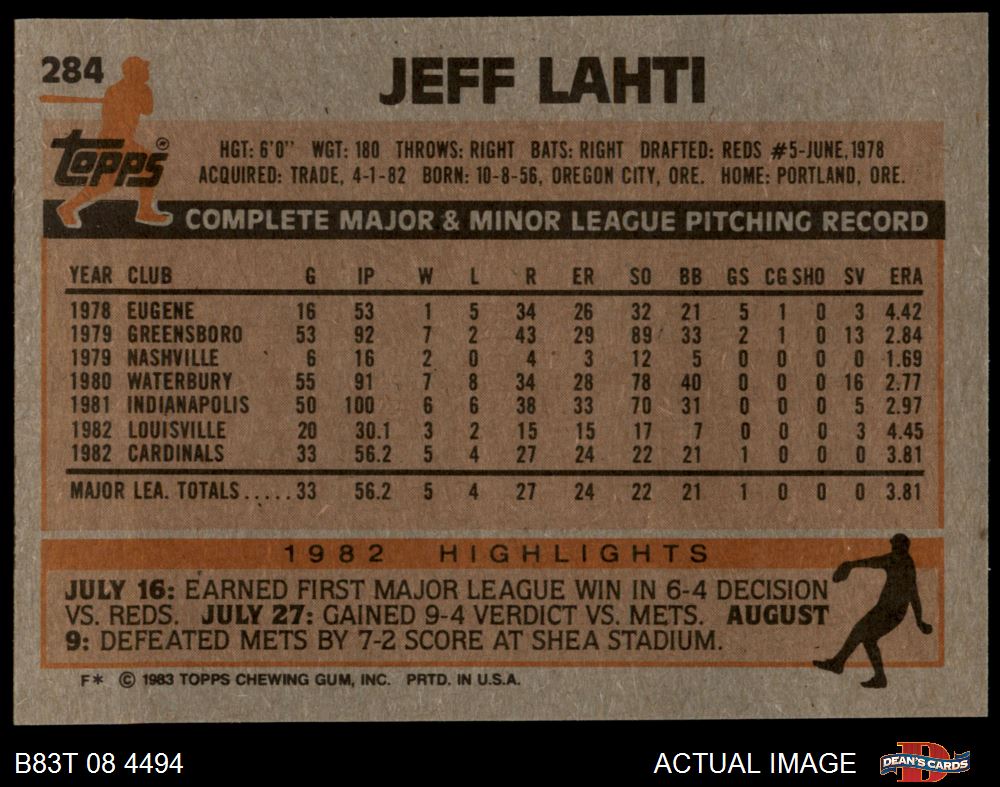 284
JEFF LAHTI
Topps®
HGT: 6'0" WGT: 180 THROWS: RIGHT BATS: RIGHT DRAFTED: REDS #5-JUNE, 1978
ACQUIRED: TRADE, 4-1-82 BORN: 10-8-56, OREGON CITY, ORE. HOME: PORTLAND, ORE.
COMPLETE MAJOR & MINOR LEAGUE PITCHING RECORD
YEAR CLUB G IP W L R ER SO BB GS CG SHO SV ERA
1978 EUGENE 16 53 1 5 34 26 32 21 5 1 0 3 4.42
1979 GREENSBORO 53 92 7 2 43 29 89 33 2 1 0 13 2.84
1979 NASHVILLE 6 16 2 0 4 3 12 5 0 0 0 0 1.69
1980 WATERBURY 55 91 7 8 34 28 78 40 0 0 0 16 2.77
1981 INDIANAPOLIS 50 100 6 6 38 33 70 31 0 0 0 5 2.97
1982 LOUISVILLE 20 30.1 3 2 15 15 17 7 0 0 0 3 4.45
1982 CARDINALS 33 56.2 5 4 27 24 22 21 1 0 0 0 3.81
MAJOR LEA. TOTALS.....33 56.2 5 4 27 24 22 21 1 0 0 0 3.81
1982 HIGHLIGHTS
JULY 16: EARNED FIRST MAJOR LEAGUE WIN IN 6-4 DECISION
VS. REDS. JULY 27: GAINED 9-4 VERDICT VS. METS. AUGUST
9: DEFEATED METS BY 7-2 SCORE AT SHEA STADIUM.
F* © 1983 TOPPS CHEWING GUM, INC. PRTD. IN U.S.A.
B83T 08 4494
ACTUAL IMAGE
D
DEAN'S CARDS